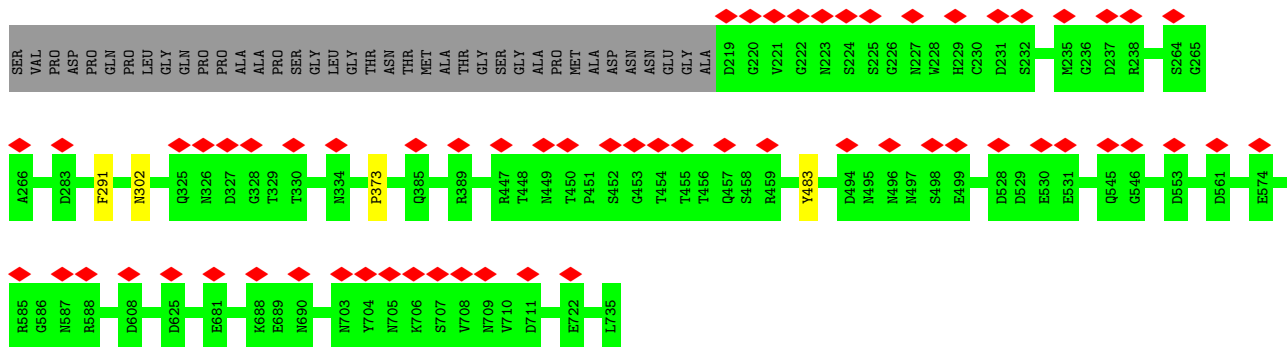 SER VAL PRO ASP PRO GLN PRO LEU GLY GLN PRO PRO ALA ALA PRO SER GLY LEU GLY THR ASN THR MET ALA THR GLY SER GLY ALA PRO MET ALA ASP ASN ASN GLU GLY ALA D219 G220 V221 G222 N223 S224 S225 G226 N227 W228 H229 C230 D231 S232 M235 G236 D237 R238 S264 G265
A266 D283 F291 N302 Q325 N326 D327 G328 T329 T330 N334 P373 Q385 R389 R447 T448 N449 T450 P451 S452 G453 T454 T455 T456 Q457 S458 R459 Y483 D494 N495 N496 N497 S498 E499 D528 D529 E530 E531 Q545 G546 D553 D561 E574
R585 G586 N587 R588 D608 D625 E681 K688 E689 N690 N703 Y704 N705 K706 S707 V708 N709 V710 D711 E722 L735